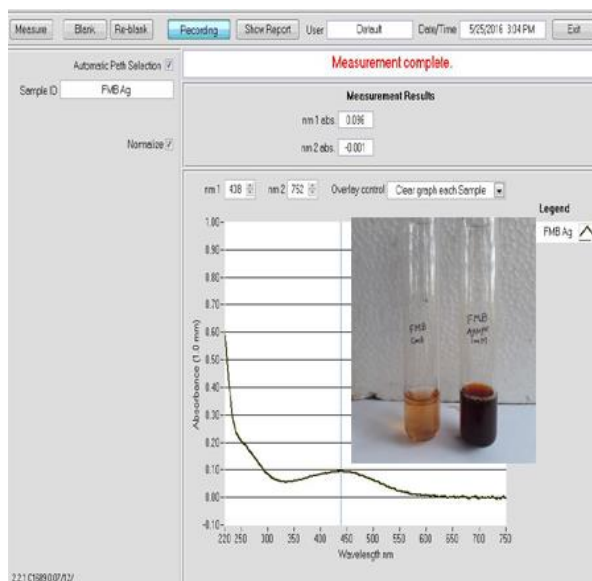 Measure Blank Re-blank Recording Show Report User Default Date/Time 5/25/2016 3:04 PM Exit
Automatic Path Selection
Sample ID FMB Ag
Normalize
Measurement complete.
Measurement Results
nm 1 abs. 0.096
nm 2 abs. -0.001
nm 1 438 nm 2 752 Overlay control Clear graph each Sample
Legend
FMB Ag
1.00
0.90
0.80
0.70
0.60
0.50
0.40
0.30
0.20
0.10
0.00
-0.10
Absorbance (1.0 mm)
220 250 300 350 400 450 500 550 600 650 700 750
Wavelength nm
FMB
FMB